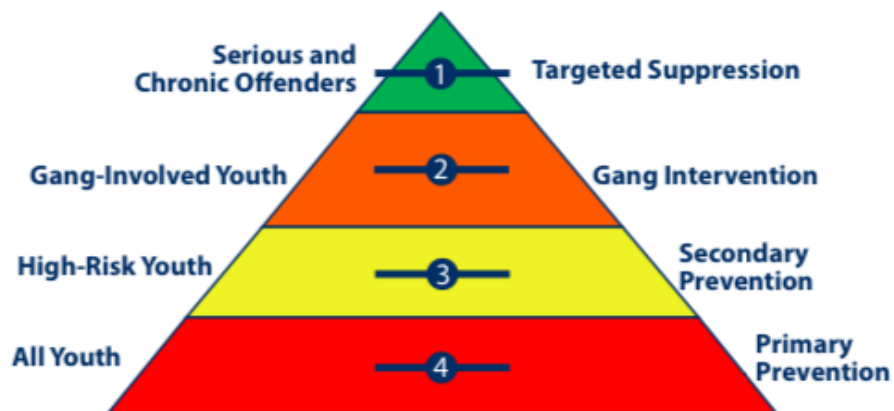 Serious and
Chronic Offenders
1
Targeted Suppression
Gang-Involved Youth
2
Gang Intervention
High-Risk Youth
3
Secondary
Prevention
All Youth
4
Primary
Prevention